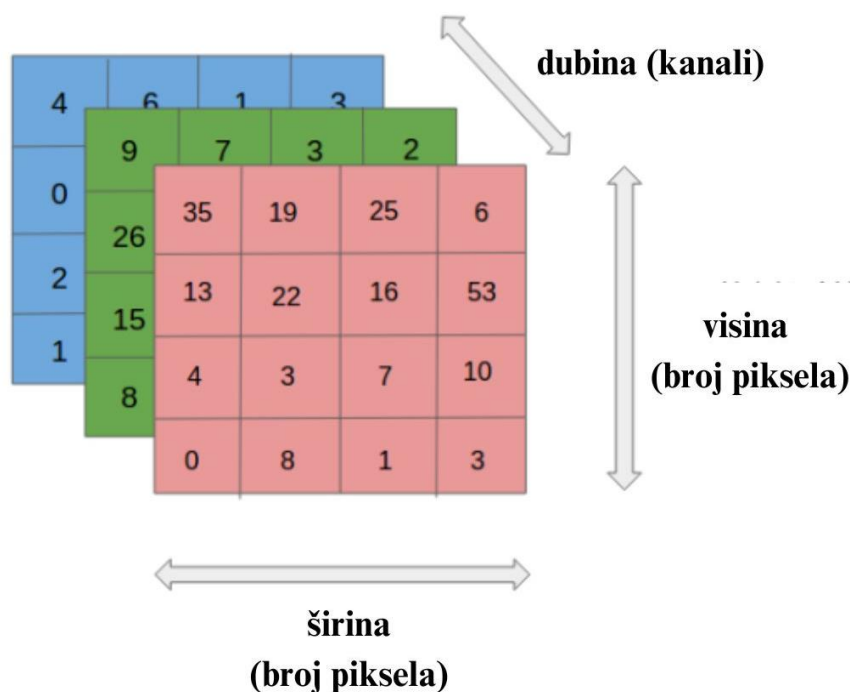 dubina (kanali)
4 6 1 3
9 7 3 2
0
35 19 25 6
26
2
13 22 16 53
visina
15
(broj piksela)
1
4 3 7 10
8
0 8 1 3
širina
(broj piksela)